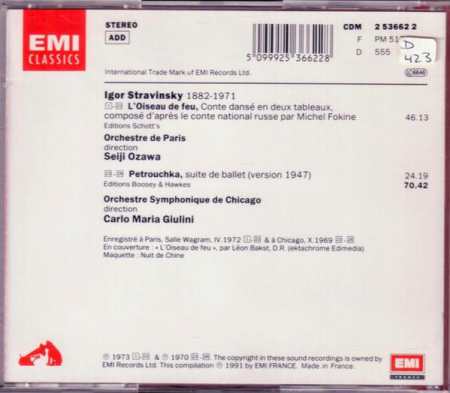 EMI
CLASSICS
STEREO
ADD
CDM 2 53662 2
F PM 51
D 555
D
423
5 099925 366228
International Trade Mark of EMI Records Ltd.
Igor Stravinsky 1882-1971
L'Oiseau de feu, Conte dansé en deux tableaux,
composé d'après le conte national russe par Michel Fokine 46.13
Editions Schott's
Orchestre de Paris
direction
Seiji Ozawa
Petrouchka, suite de ballet (version 1947) 24.19
Editions Boosey & Hawkes 70.42
Orchestre Symphonique de Chicago
direction
Carlo Maria Giulini
Enregistré à Paris, Salle Wagram, IV.1972 & à Chicago, X.1969
En couverture : « L'Oiseau de feu », par Léon Bakst, D.R. (ektachrome Edimedia)
Maquette : Nuit de Chine
℗ 1973 & ℗ 1970 . The copyright in these sound recordings is owned by
EMI Records Ltd. This compilation ℗ 1991 by EMI FRANCE. Made in France.
EMI